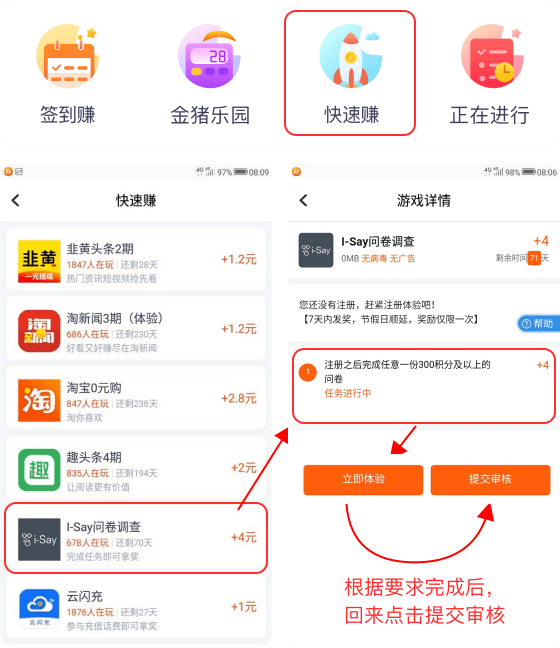 28
签到赚
金猪乐园
快速赚
正在进行
97%
08:09
快速赚
韭黄
一元提现
韭黄头条2期
1847人在玩 还剩28天
热门资讯短视频抢先看
+1.2元
淘新闻
淘新闻3期（体验）
686人在玩 还剩230天
好看又好赚尽在淘新闻
+1.2元
淘
淘宝0元购
847人在玩 还剩238天
淘你喜欢
+2.8元
趣
趣头条4期
835人在玩 还剩194天
让阅读更有价值
+2元
i-Say
I-Say问卷调查
678人在玩 还剩70天
完成任务即可拿奖
+4元
云闪充
云闪充
1876人在玩 还剩27天
参与充值话费即可拿奖
+1元
98%
08:06
游戏详情
i-Say
I-Say问卷调查
+4
0MB 无病毒 无广告
剩余时间71天
您还没有注册，赶紧注册体验吧！
【7天内发奖，节假日顺延，奖励仅限一次】
帮助
1
注册之后完成任意一份300积分及以上的
问卷
+4
任务进行中
立即体验
提交审核
根据要求完成后，
回来点击提交审核